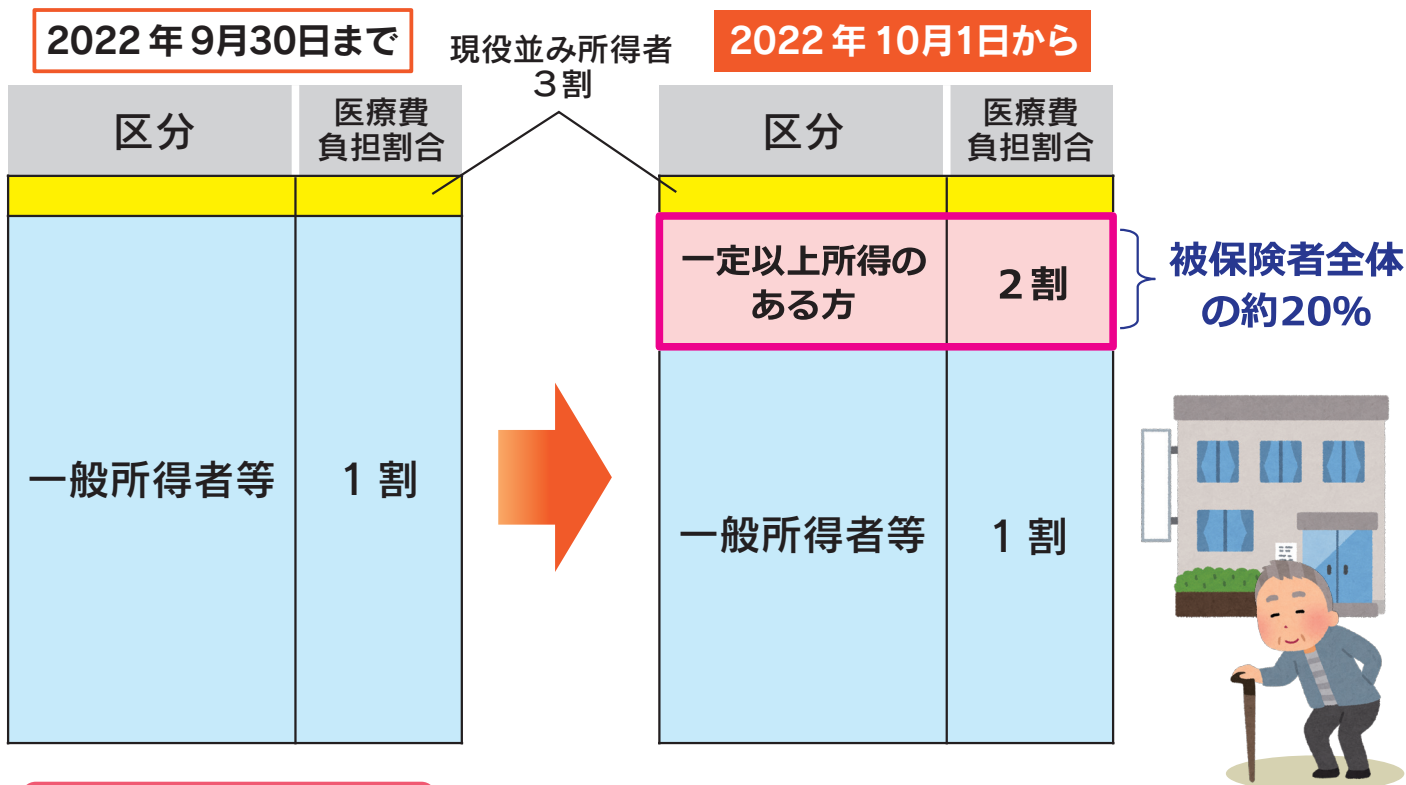 2022年9月30日まで
現役並み所得者
3割
2022年10月1日から
区分
医療費
負担割合
一般所得者等
1割
区分
医療費
負担割合
一定以上所得の
ある方
2割
一般所得者等
1割
被保険者全体
の約20%